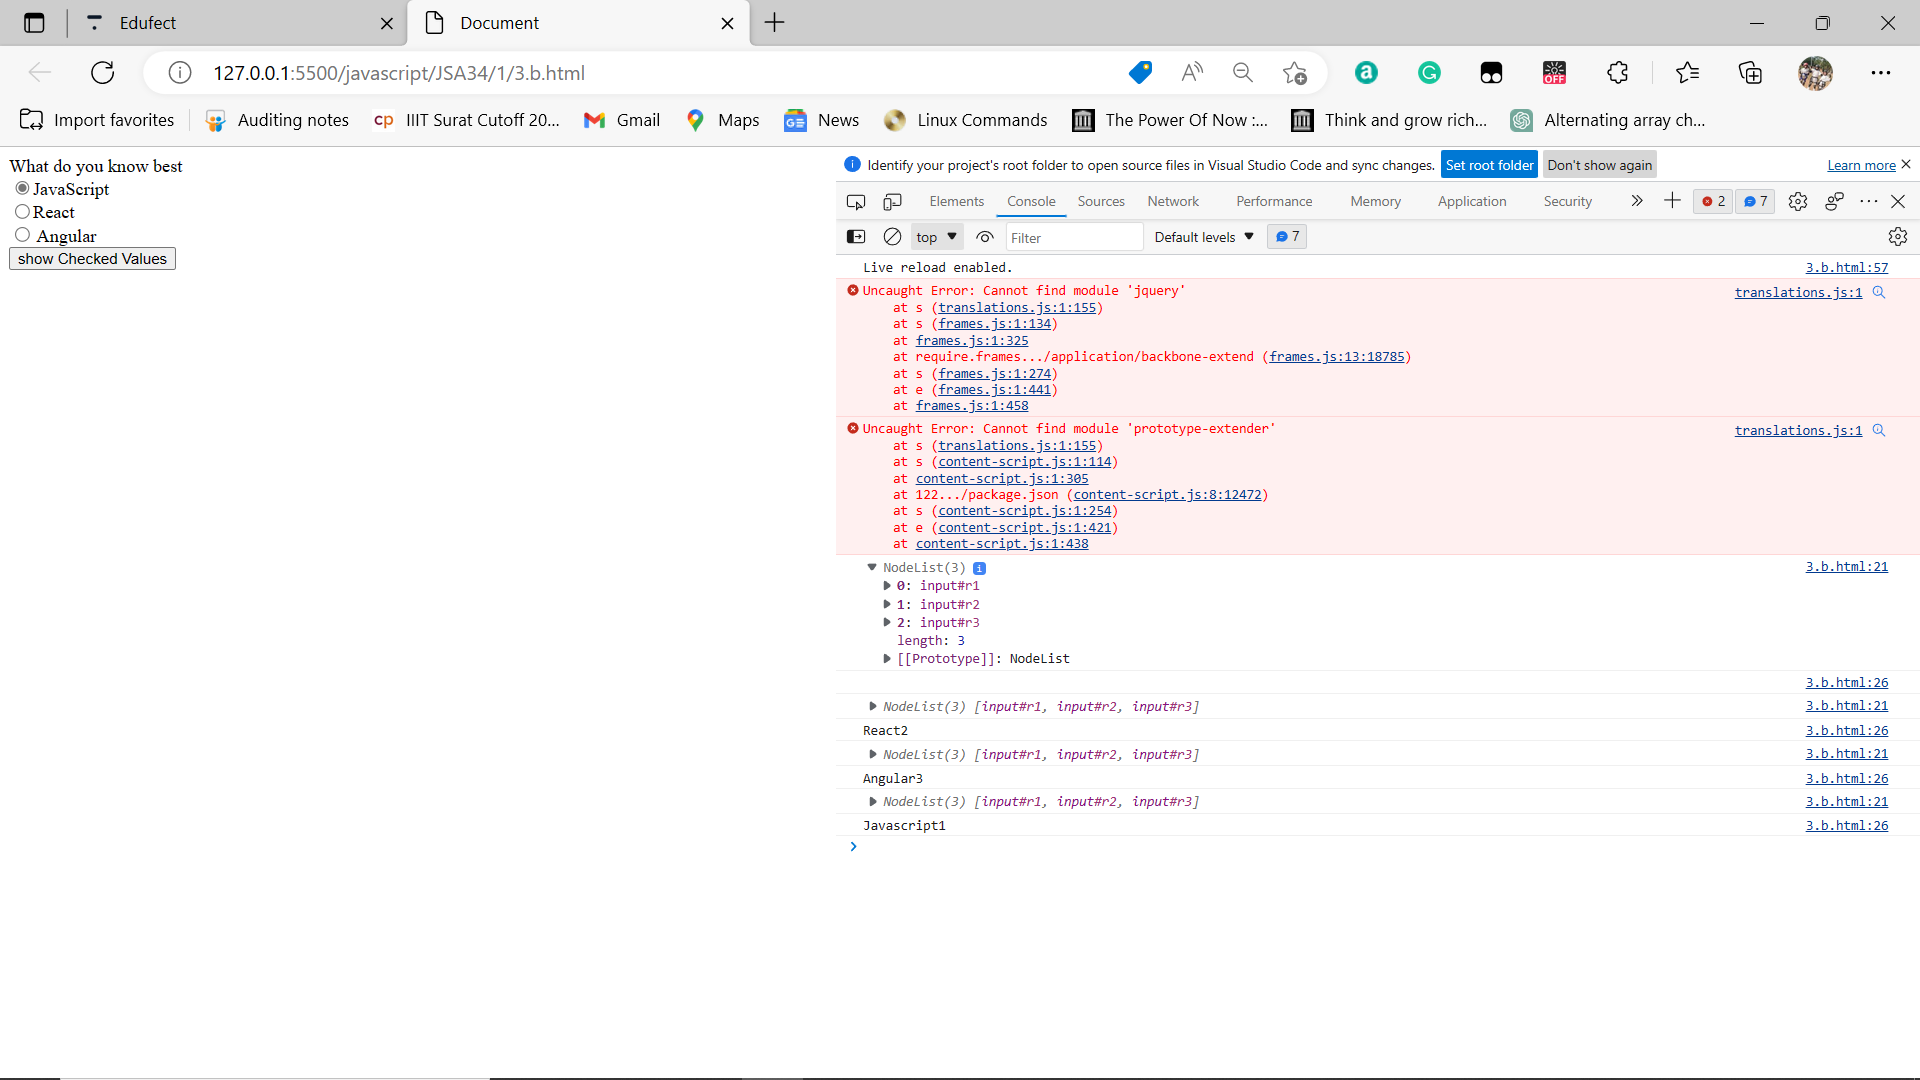 Edufect
Document
127.0.0.1:5500/javascript/JSA34/1/3.b.html
OFF
Import favorites
Auditing notes
cp IIIT Surat Cutoff 20...
Gmail
Maps
News
Linux Commands
The Power Of Now :...
Think and grow rich...
Alternating array ch...
What do you know best
JavaScript
React
Angular
show Checked Values
Identify your project's root folder to open source files in Visual Studio Code and sync changes. Set root folder Don't show again Learn more
Elements Console Sources Network Performance Memory Application Security 2 7
top Filter Default levels 7
Live reload enabled. 3.b.html:57
Uncaught Error: Cannot find module 'jquery' translations.js:1
at s (translations.js:1:155)
at s (frames.js:1:134)
at frames.js:1:325
at require.frames.../application/backbone-extend (frames.js:13:18785)
at s (frames.js:1:274)
at e (frames.js:1:441)
at frames.js:1:458
Uncaught Error: Cannot find module 'prototype-extender' translations.js:1
at s (translations.js:1:155)
at s (content-script.js:1:114)
at content-script.js:1:305
at 122.../package.json (content-script.js:8:12472)
at s (content-script.js:1:254)
at e (content-script.js:1:421)
at content-script.js:1:438
NodeList(3) i 3.b.html:21
0: input#r1
1: input#r2
2: input#r3
length: 3
[[Prototype]]: NodeList
3.b.html:26
NodeList(3) [input#r1, input#r2, input#r3] 3.b.html:21
React2 3.b.html:26
NodeList(3) [input#r1, input#r2, input#r3] 3.b.html:21
Angular3 3.b.html:26
NodeList(3) [input#r1, input#r2, input#r3] 3.b.html:21
Javascript1 3.b.html:26